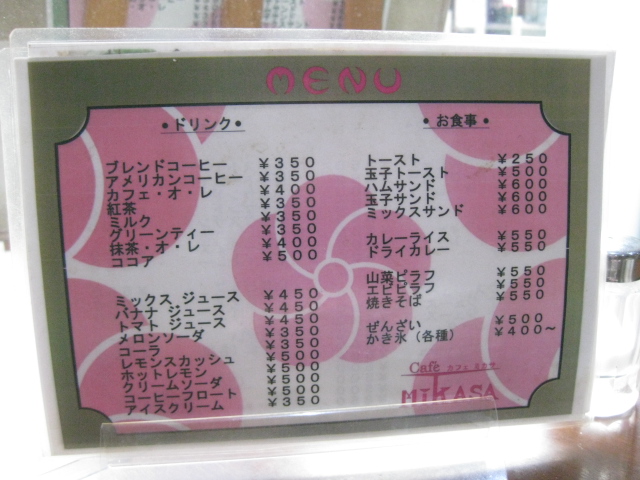 MENU
•ドリンク•
ブレンドコーヒー ¥350
アメリカンコーヒー ¥350
カフェ・オ・レ ¥400
紅茶 ¥350
ミルク ¥350
グリーンティー ¥350
抹茶・オ・レ ¥400
ココア ¥500
ミックス ジュース ¥450
バナナ ジュース ¥450
トマト ジュース ¥450
メロンソーダ ¥350
コーラ ¥350
レモンスカッシュ ¥500
ホットレモン ¥500
クリームソーダ ¥500
コーヒーフロート ¥500
アイスクリーム ¥350
•お食事•
トースト ¥250
玉子トースト ¥500
ハムサンド ¥600
玉子サンド ¥600
ミックスサンド ¥600
カレーライス ¥550
ドライカレー ¥550
山菜ピラフ ¥550
エビピラフ ¥550
焼きそば ¥550
ぜんざい ¥500
かき氷（各種） ¥400～
Cafe カフェ ミカサ
MiKASA